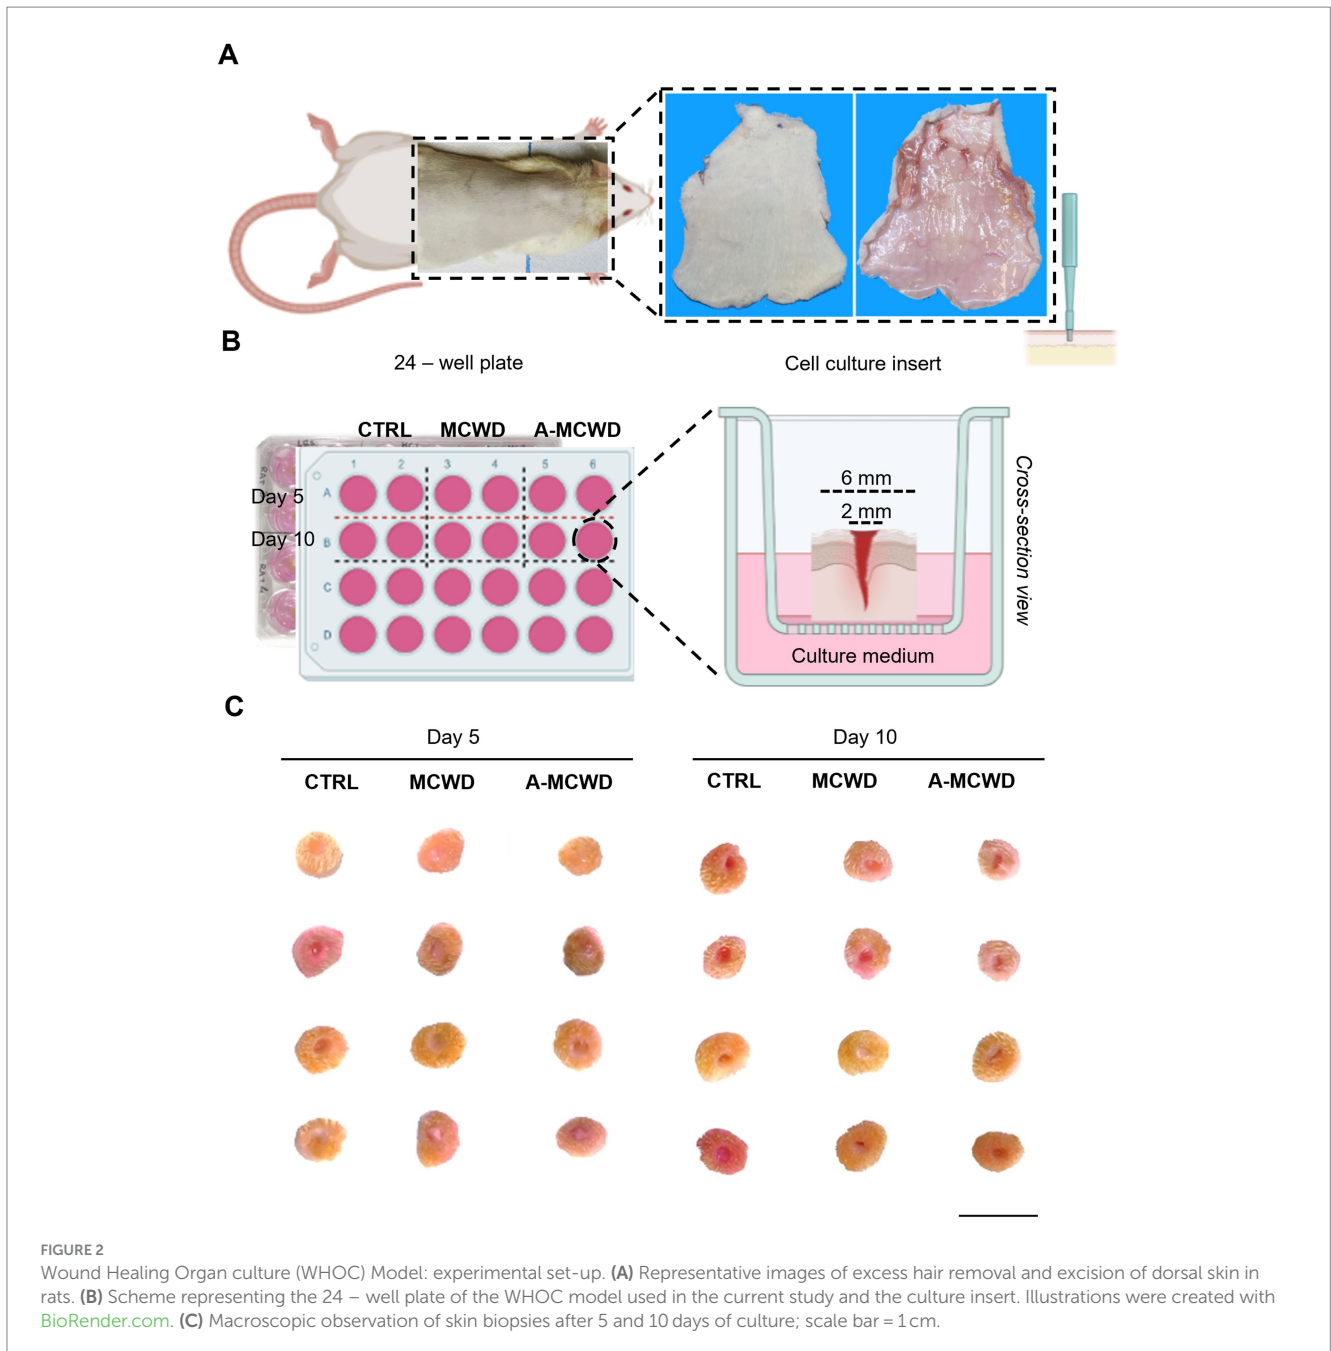 A
B
24 – well plate
Cell culture insert
CTRL MCWD A-MCWD
1 2 3 4 5 6
Day 5
A
Day 10
B
C
D
6 mm
2 mm
Cross-section view
Culture medium
C
Day 5
Day 10
CTRL MCWD A-MCWD
CTRL MCWD A-MCWD
FIGURE 2
Wound Healing Organ culture (WHOC) Model: experimental set-up. (A) Representative images of excess hair removal and excision of dorsal skin in
rats. (B) Scheme representing the 24 – well plate of the WHOC model used in the current study and the culture insert. Illustrations were created with
BioRender.com. (C) Macroscopic observation of skin biopsies after 5 and 10 days of culture; scale bar = 1 cm.